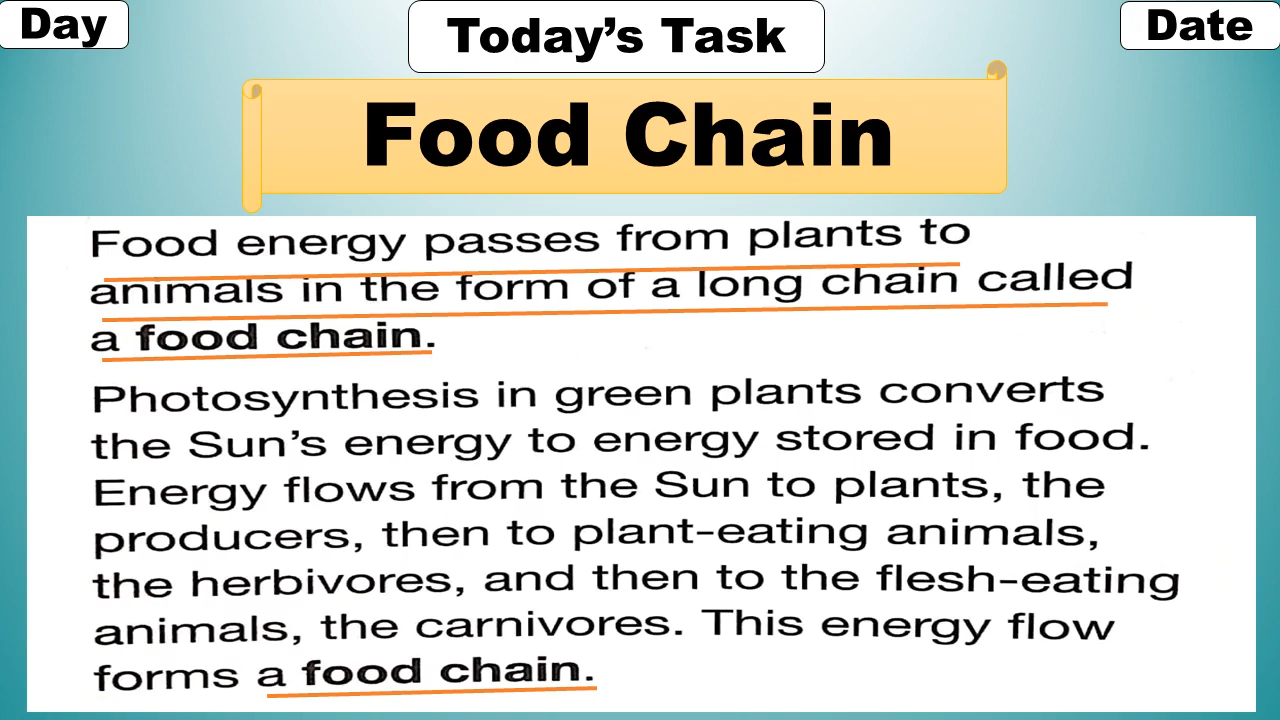 Day
Today's Task
Date
Food Chain
Food energy passes from plants to
animals in the form of a long chain called
a food chain.
Photosynthesis in green plants converts
the Sun's energy to energy stored in food.
Energy flows from the Sun to plants, the
producers, then to plant-eating animals,
the herbivores, and then to the flesh-eating
animals, the carnivores. This energy flow
forms a food chain.